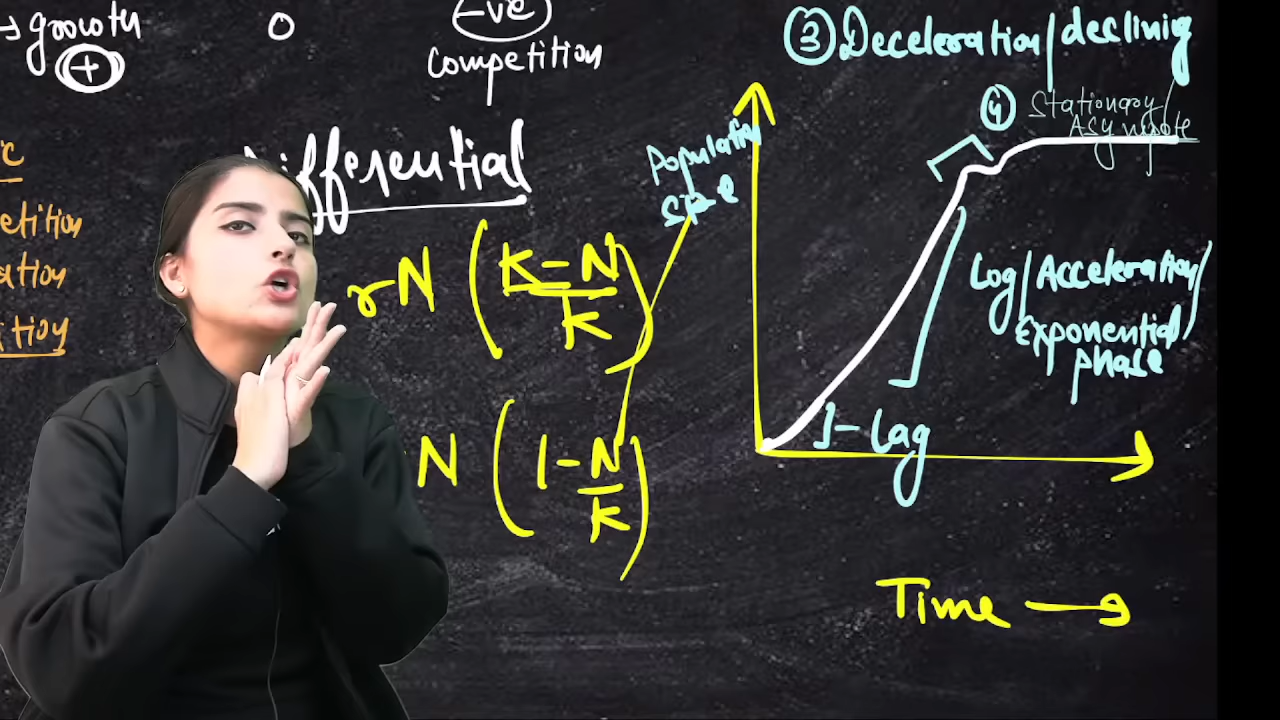 → growth
(+)
0
-ve
competition
c
etition
ation
ition
ifferential
rN (K-N/K)
N (1-N/K)
③ Deceleration/declining
④ Stationary/
Asymptote
Population
size
Log/Acceleration/
exponential/
phase
1-Lag
Time →